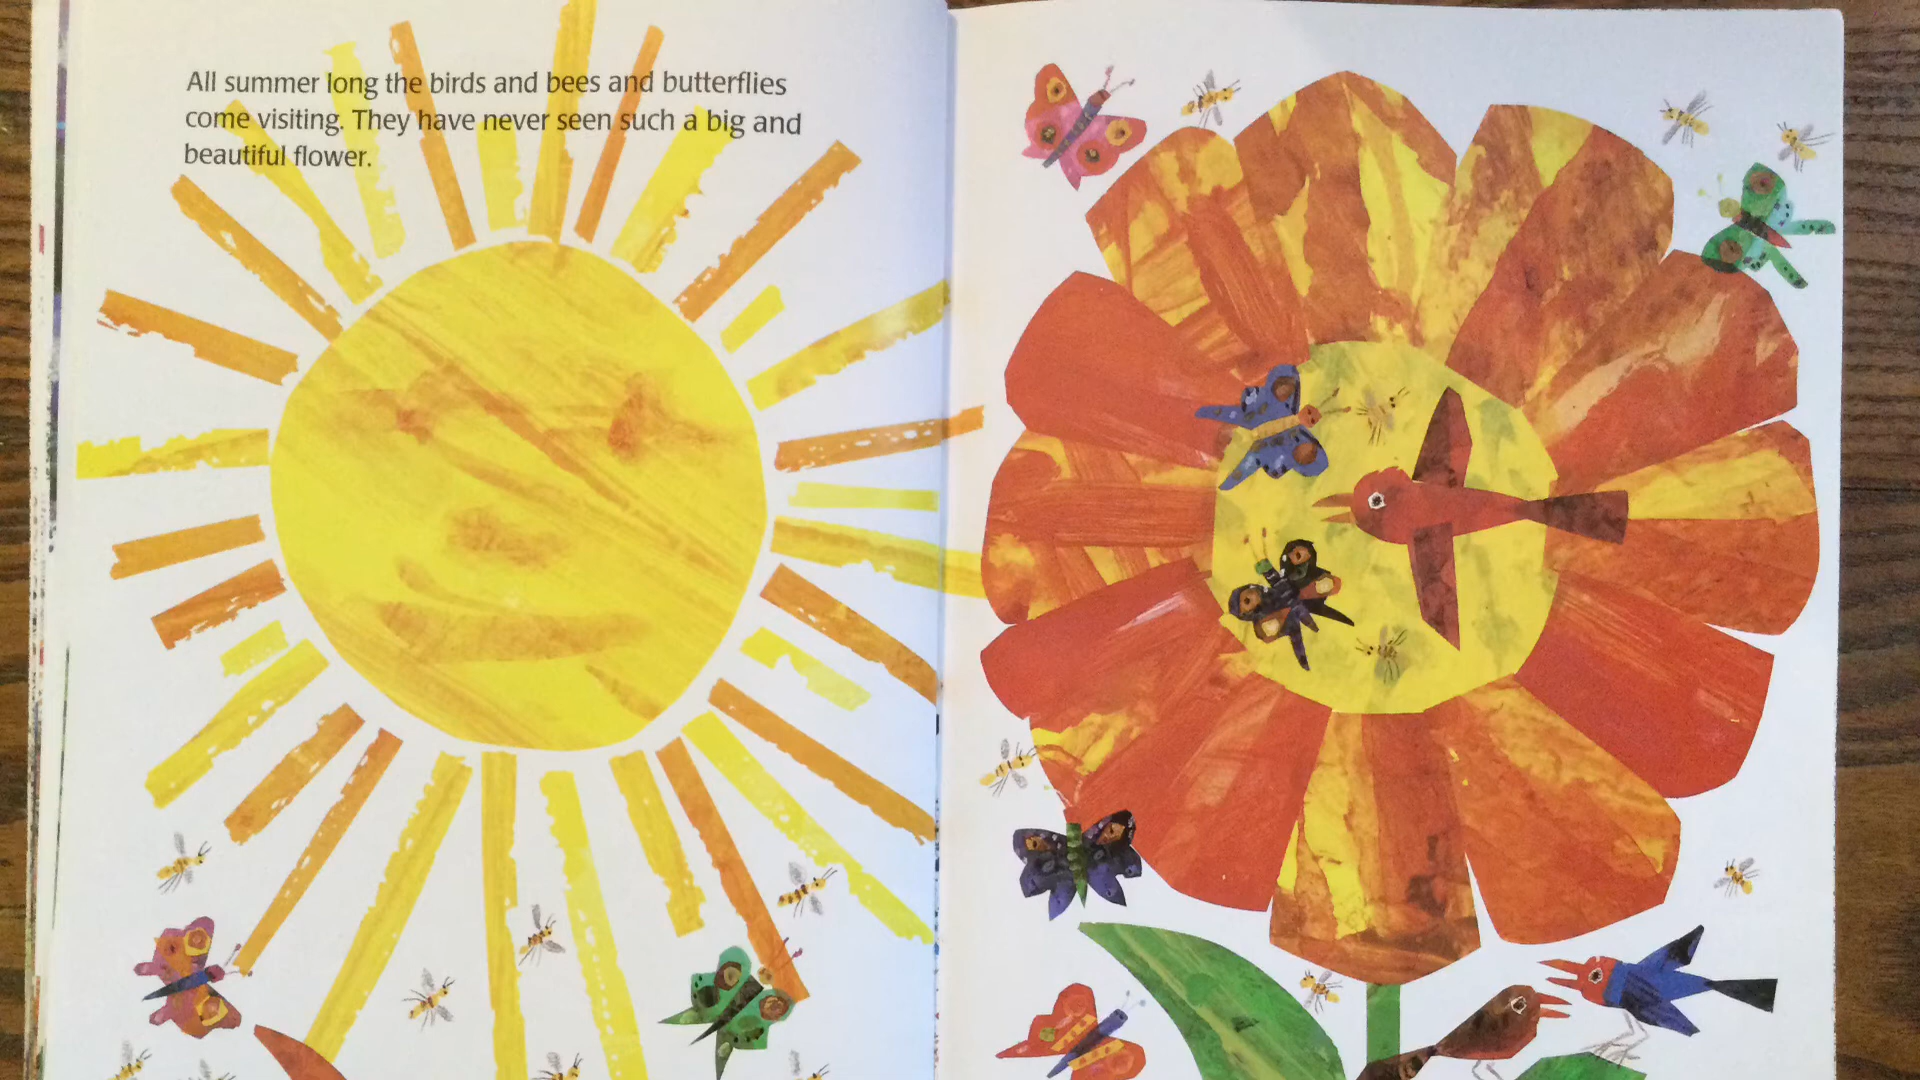 All summer long the birds and bees and butterflies
come visiting. They have never seen such a big and
beautiful flower.